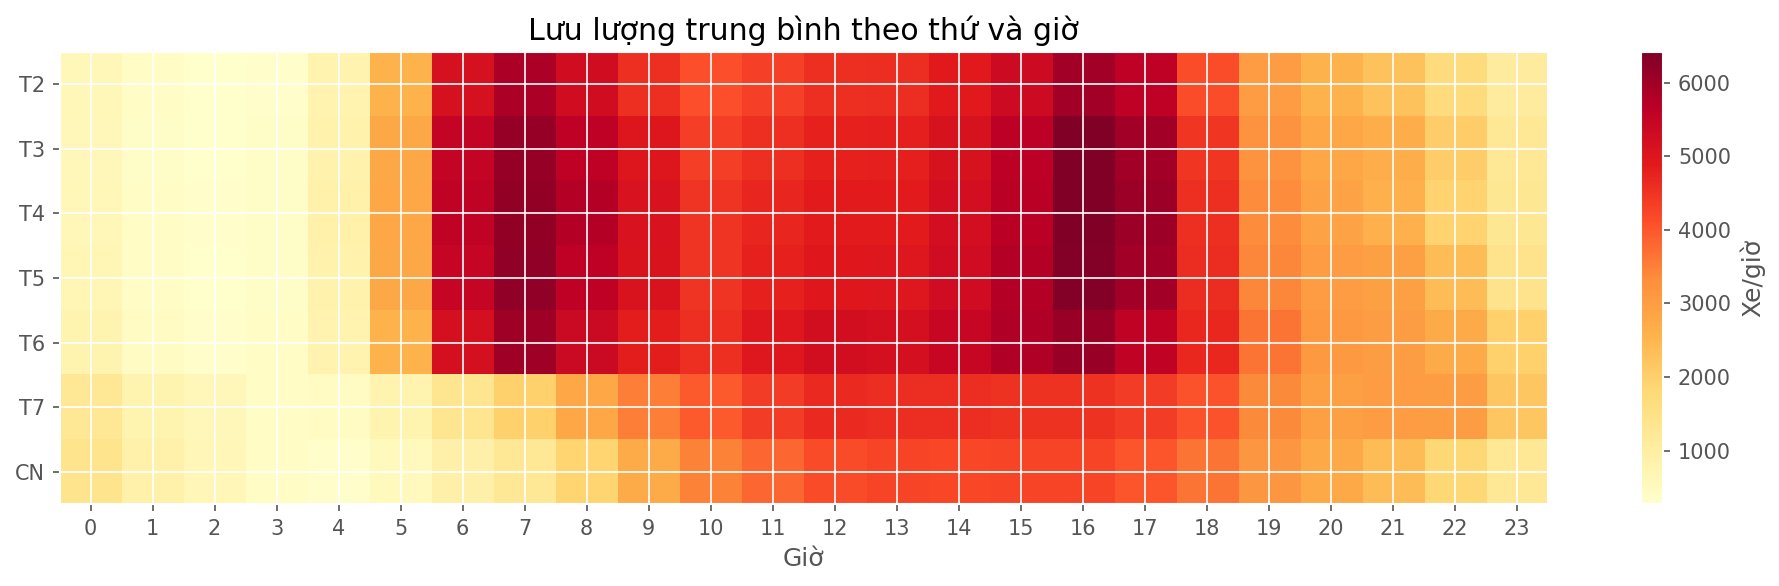 Lưu lượng trung bình theo thứ và giờ
T2
T3
T4
T5
T6
T7
CN
0 1 2 3 4 5 6 7 8 9 10 11 12 13 14 15 16 17 18 19 20 21 22 23
Giờ
6000
5000
4000
3000
2000
1000
Xe/giờ